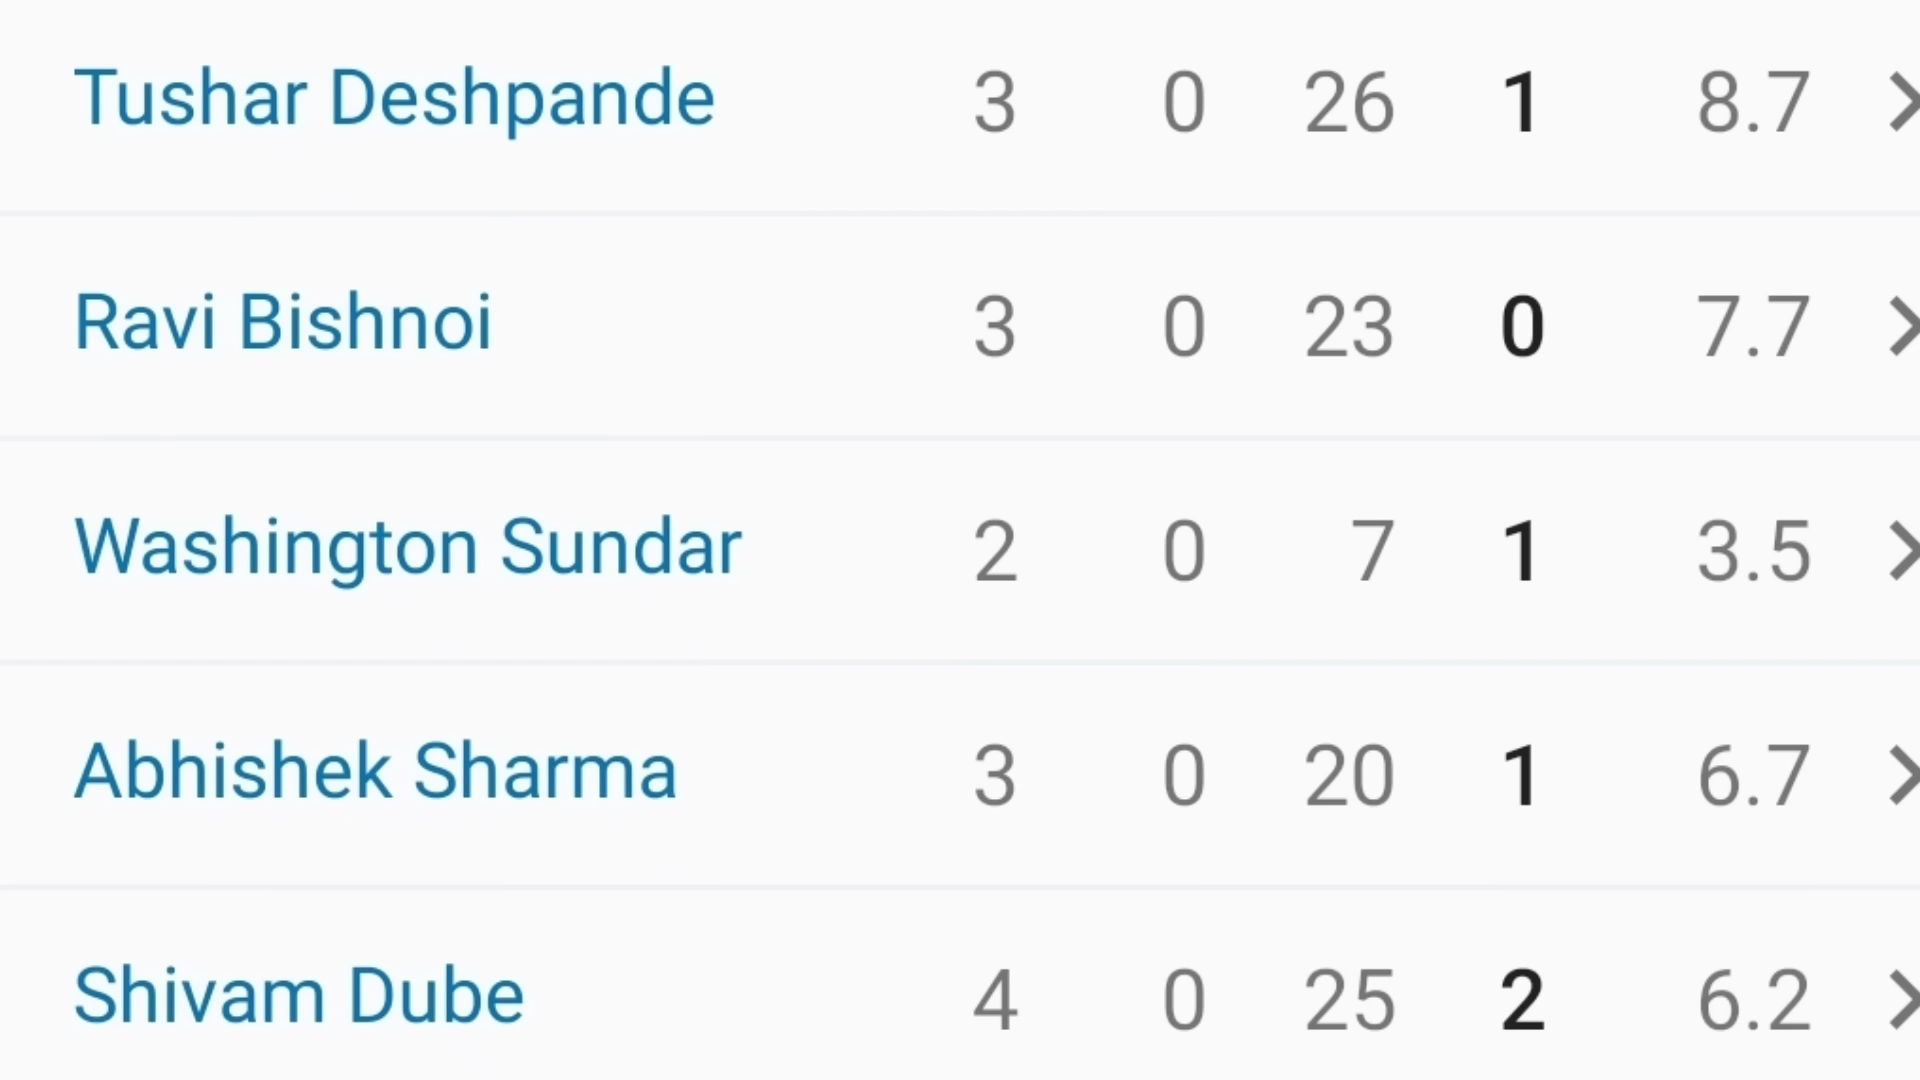 Tushar Deshpande 3 0 26 1 8.7
Ravi Bishnoi 3 0 23 0 7.7
Washington Sundar 2 0 7 1 3.5
Abhishek Sharma 3 0 20 1 6.7
Shivam Dube 4 0 25 2 6.2